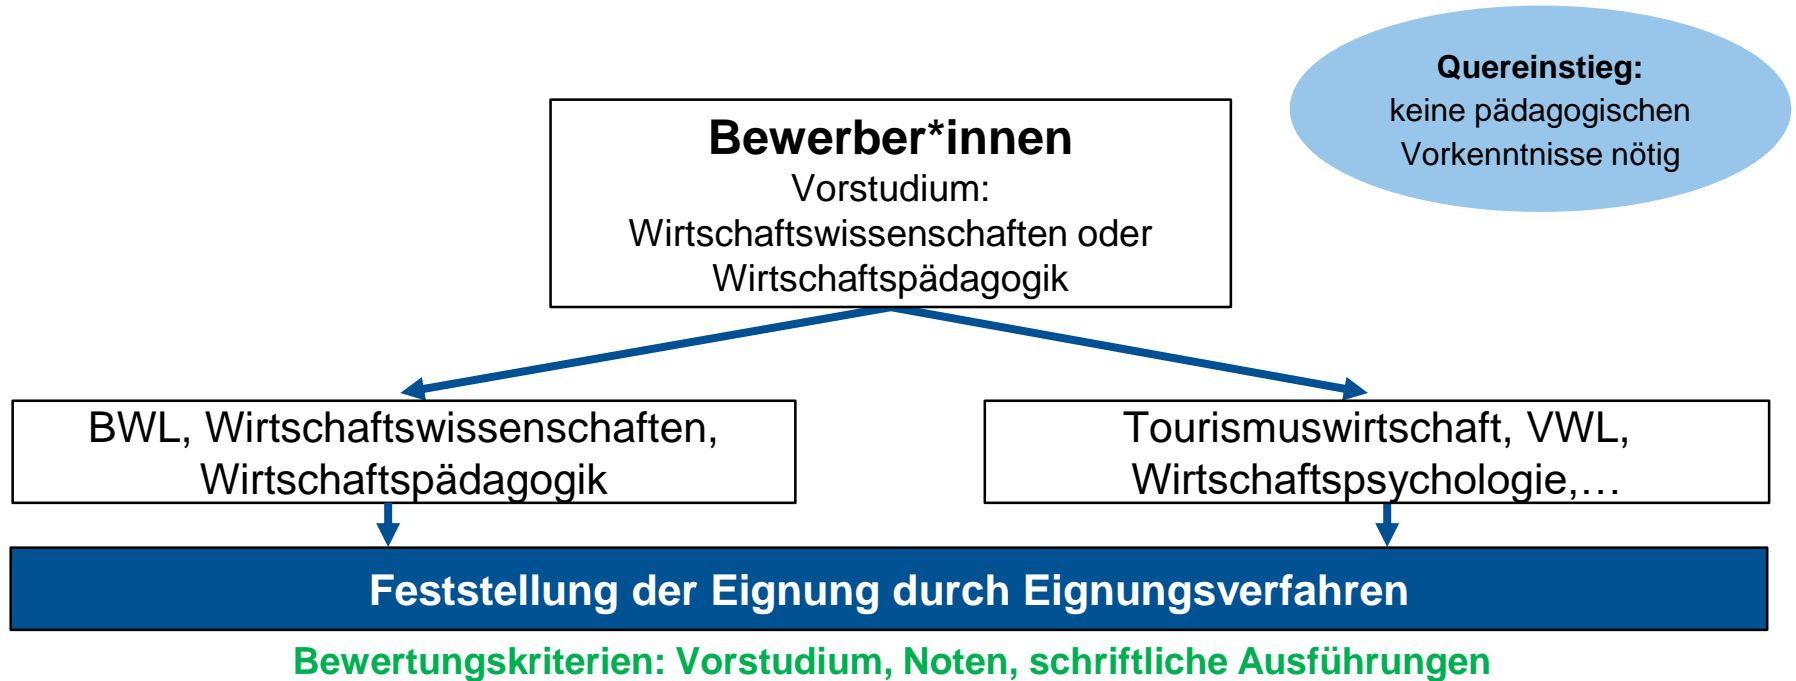 Quereinstieg:
keine pädagogischen
Vorkenntnisse nötig
Bewerber*innen
Vorstudium:
Wirtschaftswissenschaften oder
Wirtschaftspädagogik
BWL, Wirtschaftswissenschaften,
Wirtschaftspädagogik
Tourismuswirtschaft, VWL,
Wirtschaftspsychologie,…
Feststellung der Eignung durch Eignungsverfahren
Bewertungskriterien: Vorstudium, Noten, schriftliche Ausführungen